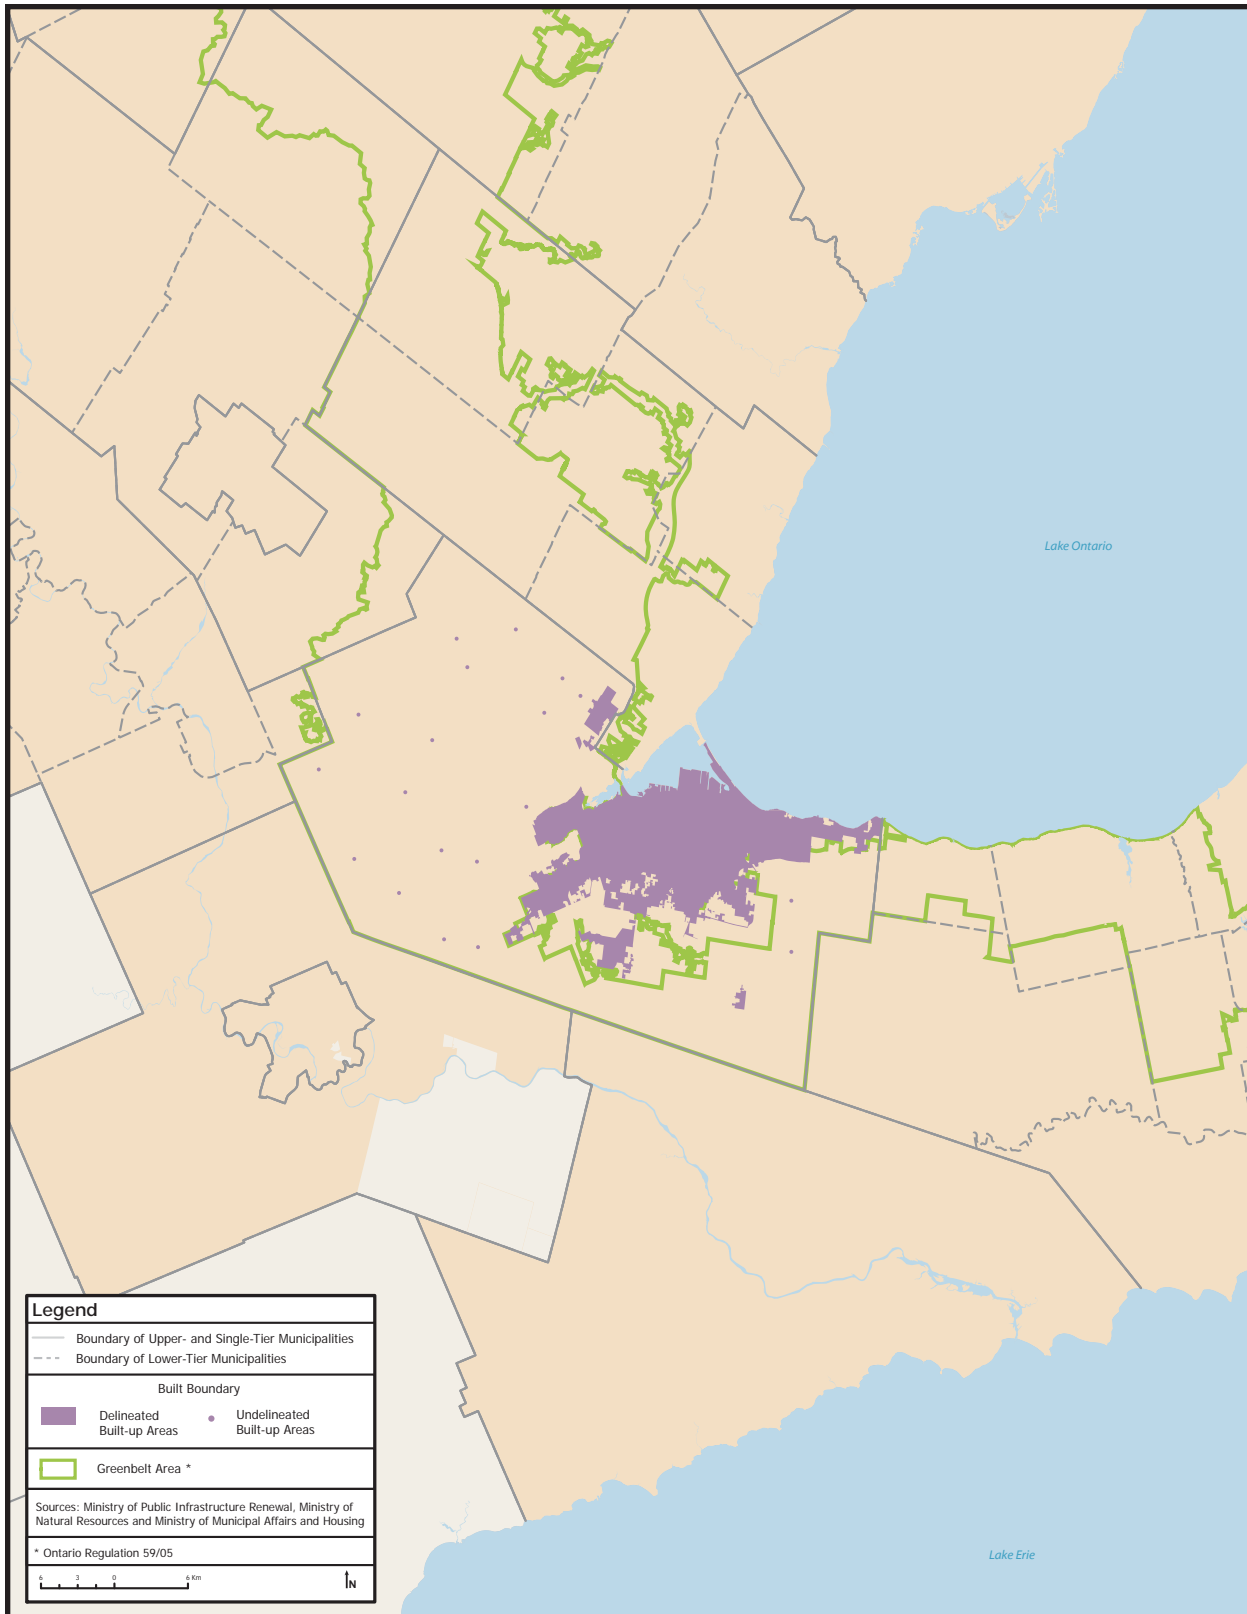 Lake Ontario
Legend
Boundary of Upper- and Single-Tier Municipalities
Boundary of Lower-Tier Municipalities
Built Boundary
Delineated
Built-up Areas
Undelineated
Built-up Areas
Greenbelt Area *
Sources: Ministry of Public Infrastructure Renewal, Ministry of
Natural Resources and Ministry of Municipal Affairs and Housing
* Ontario Regulation 59/05
6 3 0 6 Km
N
Lake Erie